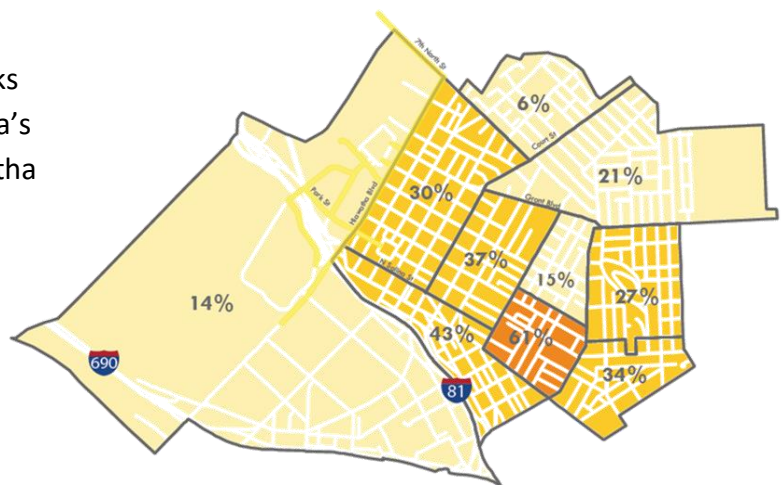 ks
a's
tha
7th North St
6%
Court St
21%
30%
Hiawatha Blvd
Park St
Grant Blvd
37%
N Salina St
15%
27%
14%
43%
61%
34%
690
81